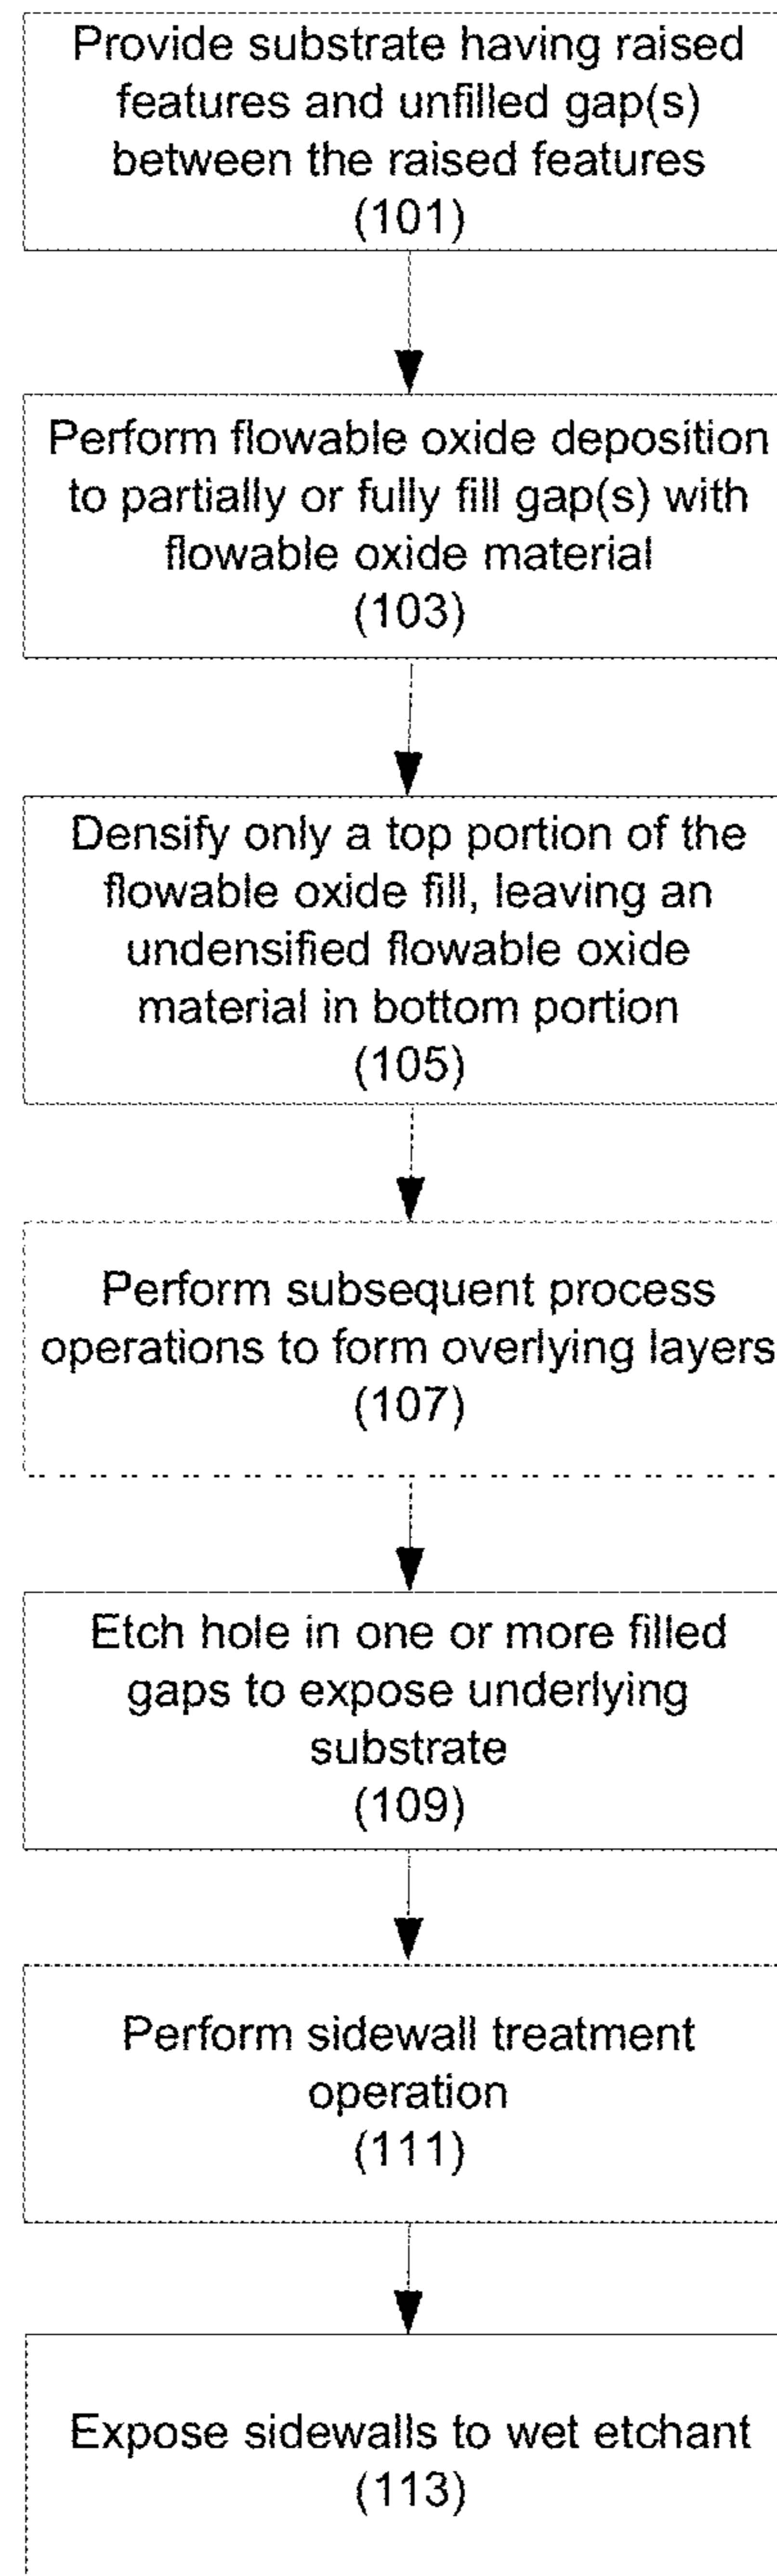 Provide substrate having raised
features and unfilled gap(s)
between the raised features
(101)
Perform flowable oxide deposition
to partially or fully fill gap(s) with
flowable oxide material
(103)
Densify only a top portion of the
flowable oxide fill, leaving an
undensified flowable oxide
material in bottom portion
(105)
Perform subsequent process
operations to form overlying layers
(107)
Etch hole in one or more filled
gaps to expose underlying
substrate
(109)
Perform sidewall treatment
operation
(111)
Expose sidewalls to wet etchant
(113)